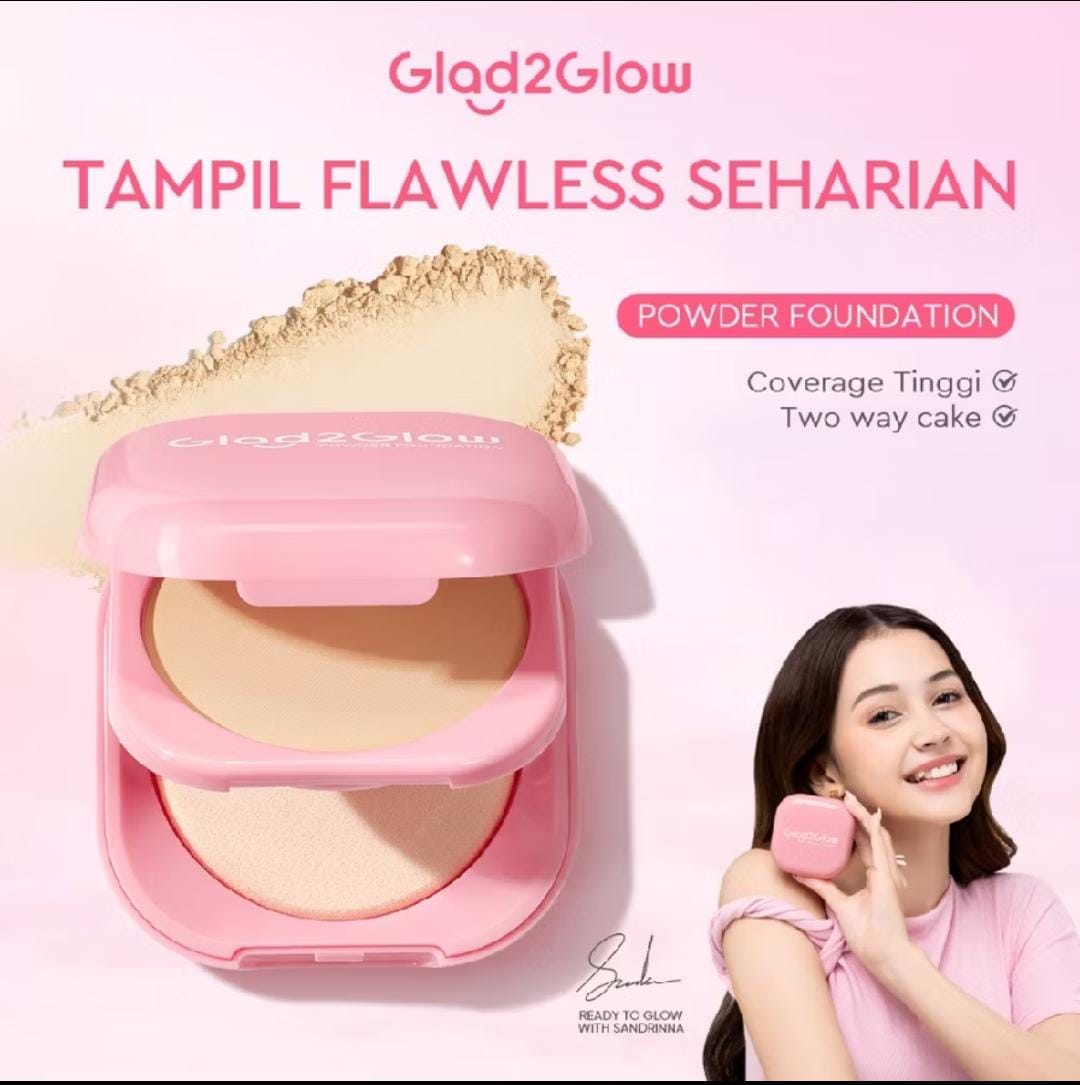 Glad2Glow
TAMPIL FLAWLESS SEHARIAN
POWDER FOUNDATION
Coverage Tinggi
Two way cake
Glad2Glow
POWDER FOUNDATION
Glad2Glow
READY TO GLOW
WITH SANDRINNA